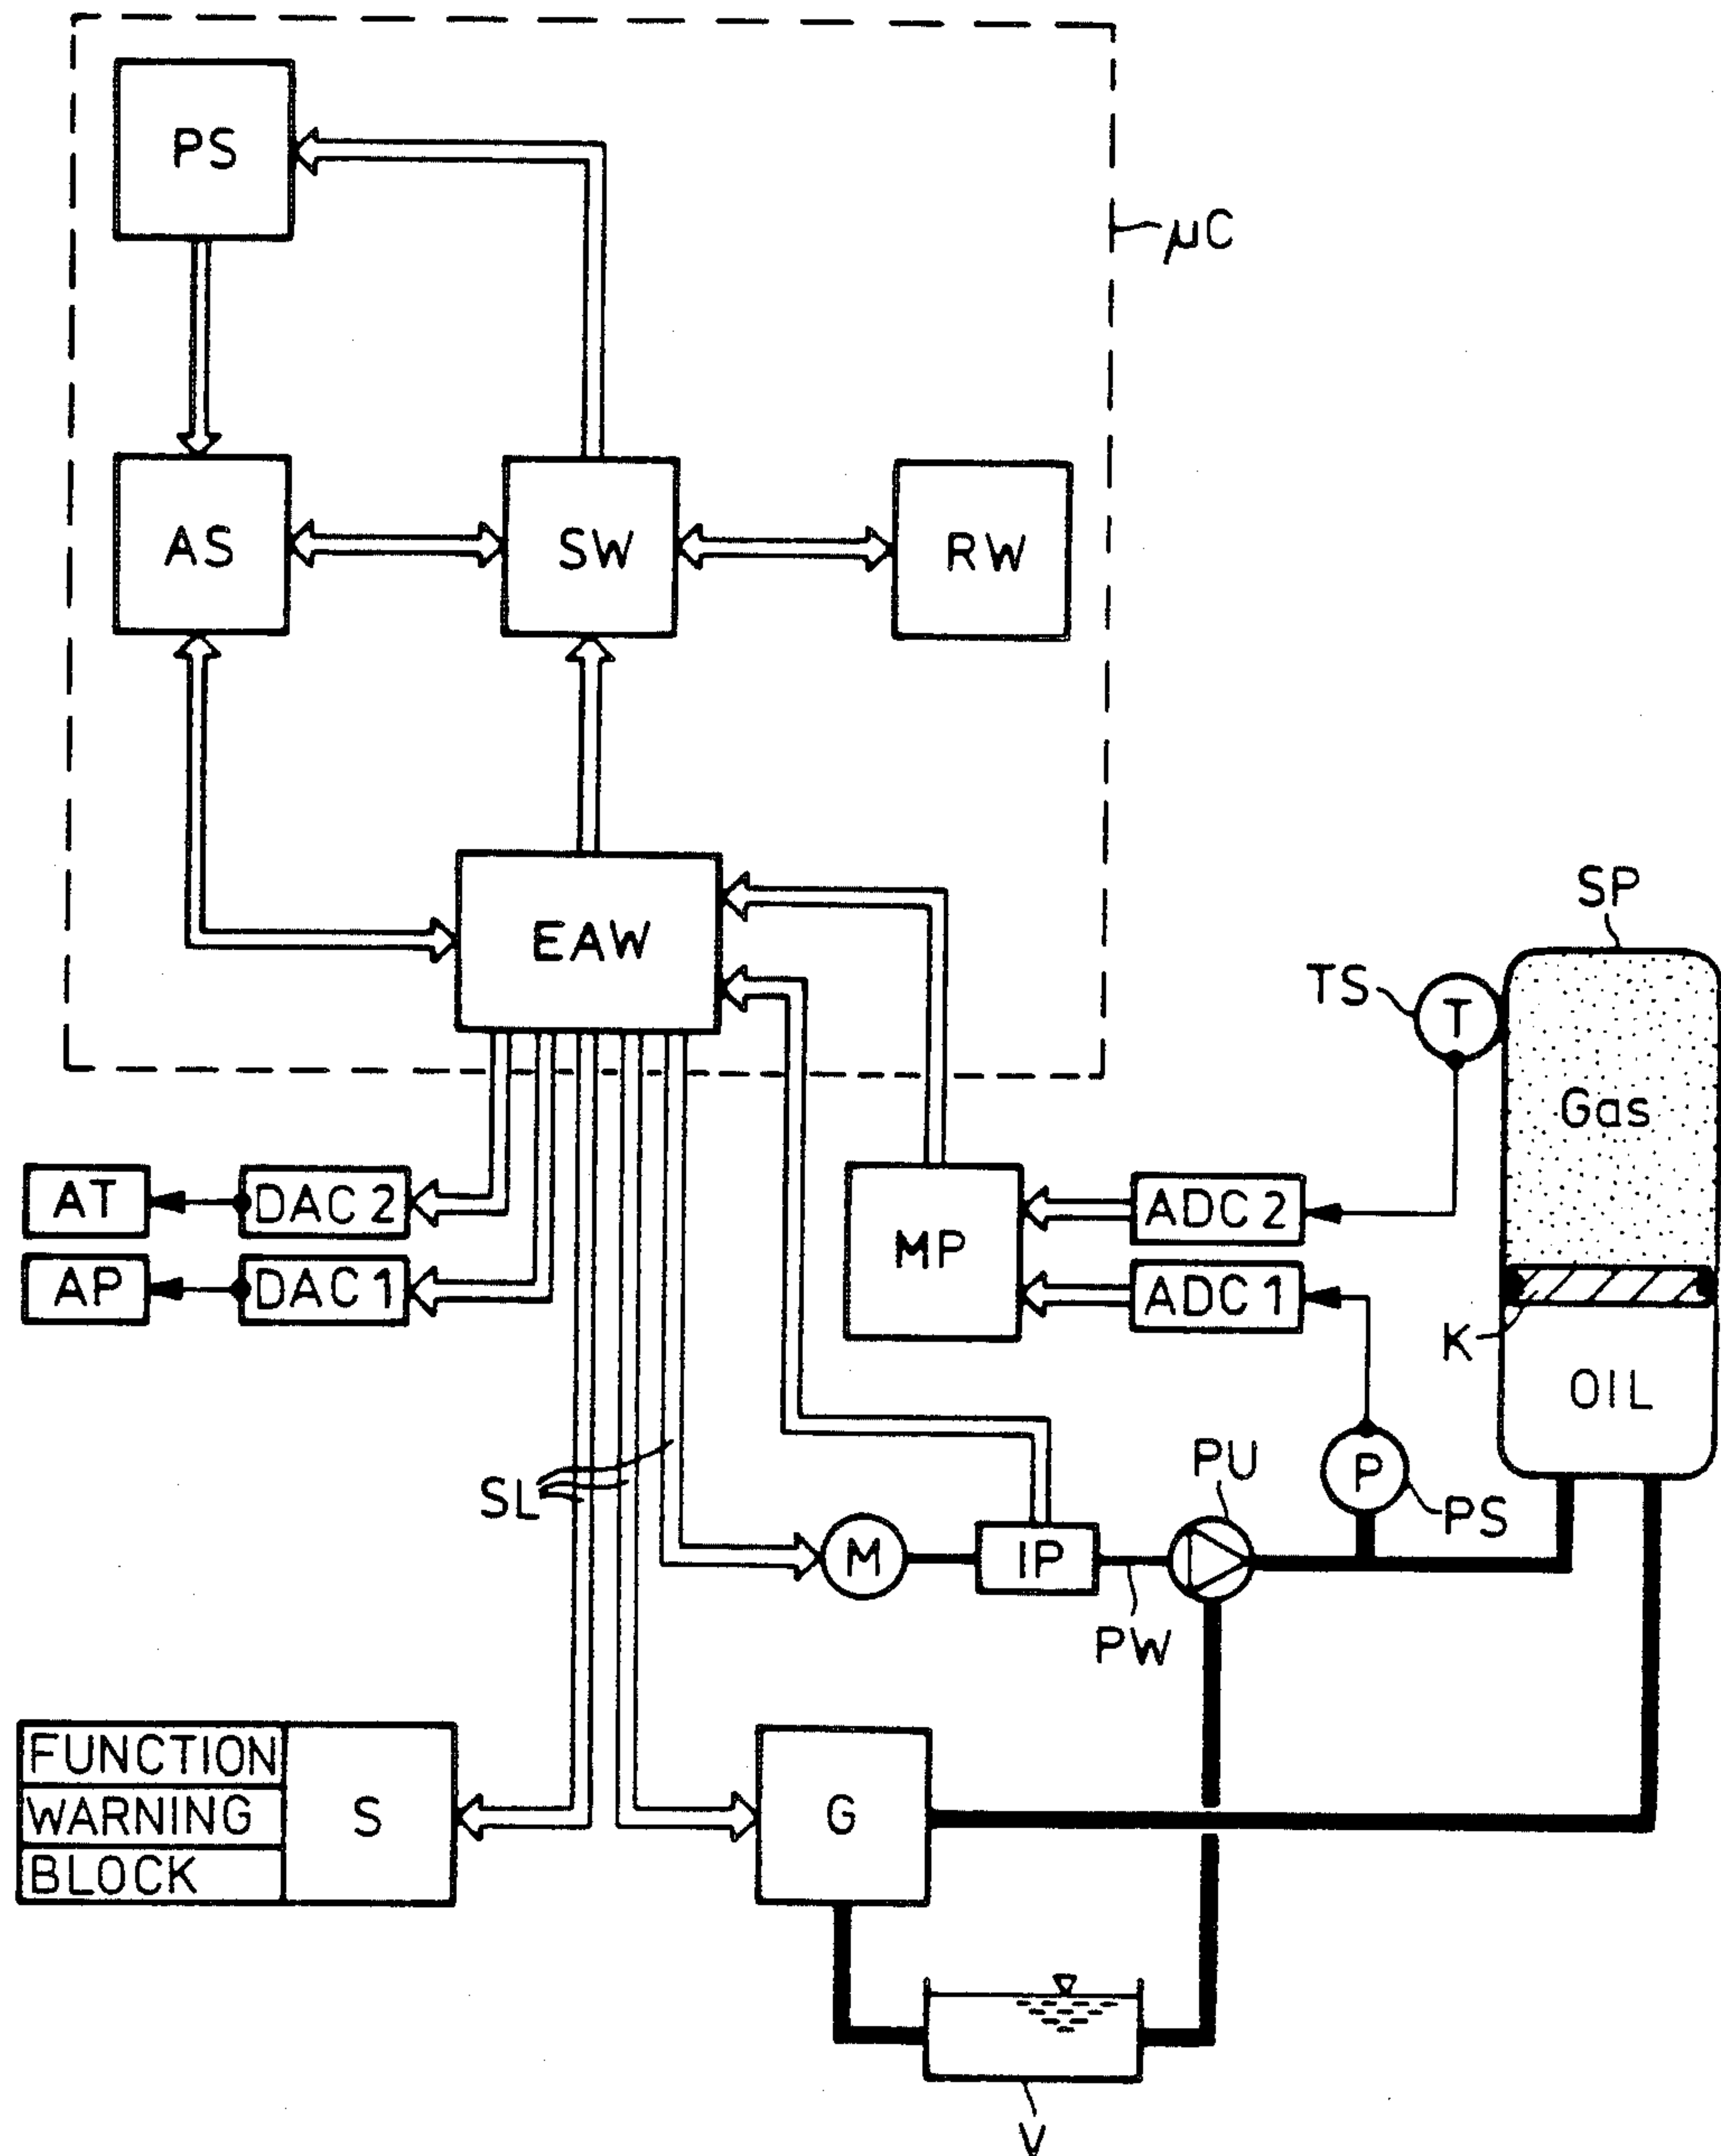 PS
µC
AS
SW
RW
EAW
SP
TS
T
Gas
AT
DAC 2
MP
ADC 2
AP
DAC 1
ADC 1
K
OIL
SL
PU
P
PS
M
IP
PW
FUNCTION
WARNING
BLOCK
S
G
V